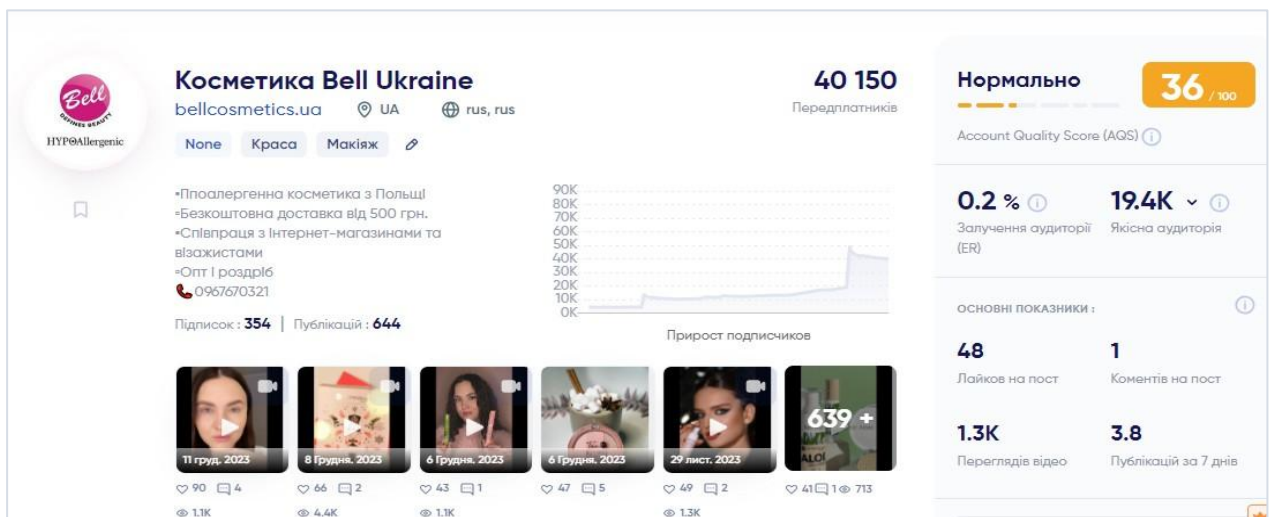 Bell
DEFINES BEAUTY
HYPOAllergenic
Косметика Bell Ukraine
bellcosmetics.ua UA rus, rus
None Краса Макіяж
40 150
Передплатників
▪Гіпоалергенна косметика з Польщі
▫Безкоштовна доставка від 500 грн.
▪Співпраця з інтернет-магазинами та
візажистами
▫Опт і роздріб
0967670321
Підписок : 354 | Публікацій : 644
90K
80K
70K
60K
50K
40K
30K
20K
10K
0K
Прирост подписчиков
11 груд. 2023
8 Грудня. 2023
6 Грудня. 2023
6 Грудня. 2023
29 лист. 2023
639 +
90 4
66 2
43 1
47 5
49 2
41 1 713
1.1K
4.4K
1.1K
1.3K
Нормально
36 / 100
Account Quality Score (AQS)
0.2 %
Залучення аудиторії
(ER)
19.4K
Якісна аудиторія
ОСНОВНІ ПОКАЗНИКИ :
48
Лайков на пост
1
Коментів на пост
1.3K
Переглядів відео
3.8
Публікацій за 7 днів